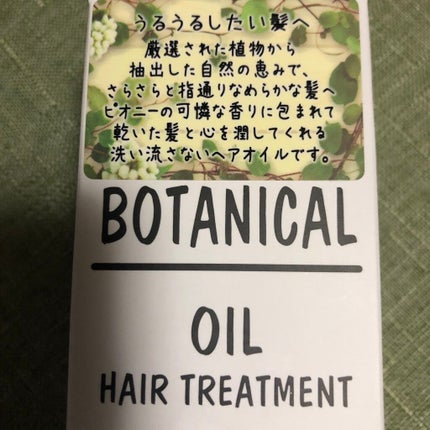 うるうるしたい髪へ
厳選された植物から
抽出した自然の恵みで、
さらさらと指通りなめらかな髪へ
ピオニーの可憐な香りに包まれて
乾いた髪と心を潤してくれる
洗い流さないヘアオイルです。
BOTANICAL
OIL
HAIR TREATMENT